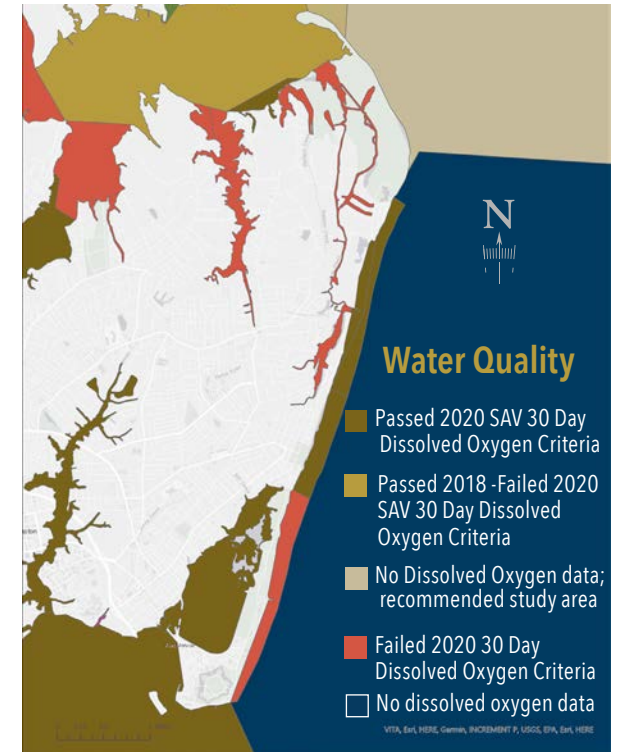 N
Water Quality
Passed 2020 SAV 30 Day
Dissolved Oxygen Criteria
Passed 2018 -Failed 2020
SAV 30 Day Dissolved
Oxygen Criteria
No Dissolved Oxygen data;
recommended study area
Failed 2020 30 Day
Dissolved Oxygen Criteria
No dissolved oxygen data
VITA, Esri, HERE, Garmin, INCREMENT P, USGS, EPA, Esri, HERE